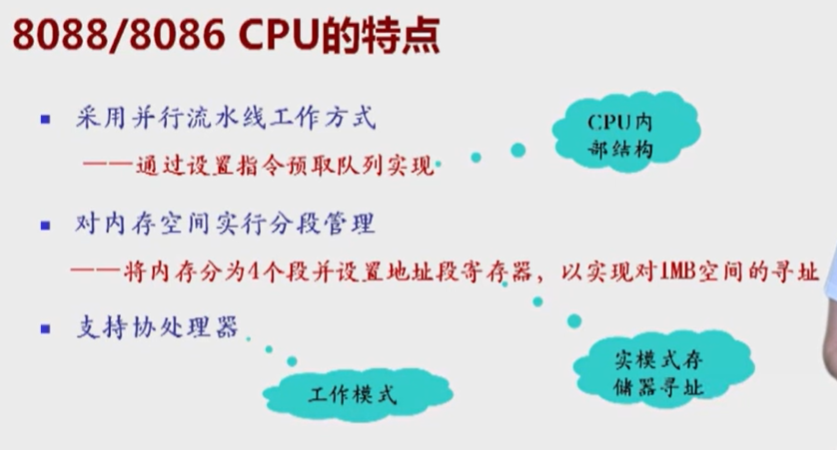 8088/8086 CPU的特点
采用并行流水线工作方式
——通过设置指令预取队列实现
CPU内
部结构
对内存空间实行分段管理
——将内存分为4个段并设置地址段寄存器，以实现对1MB空间的寻址
支持协处理器
工作模式
实模式存
储器寻址